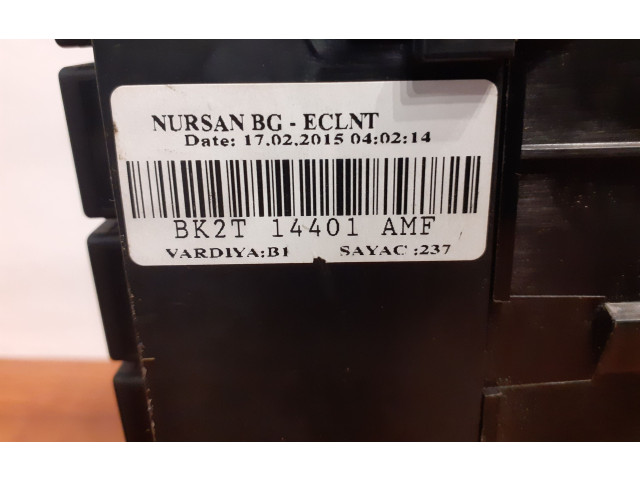 NURSAN BG - ECLNT
Date: 17.02.2015 04:02:14
BK2T 14401 AMF
VARDIYA:B1 SAYAC :237